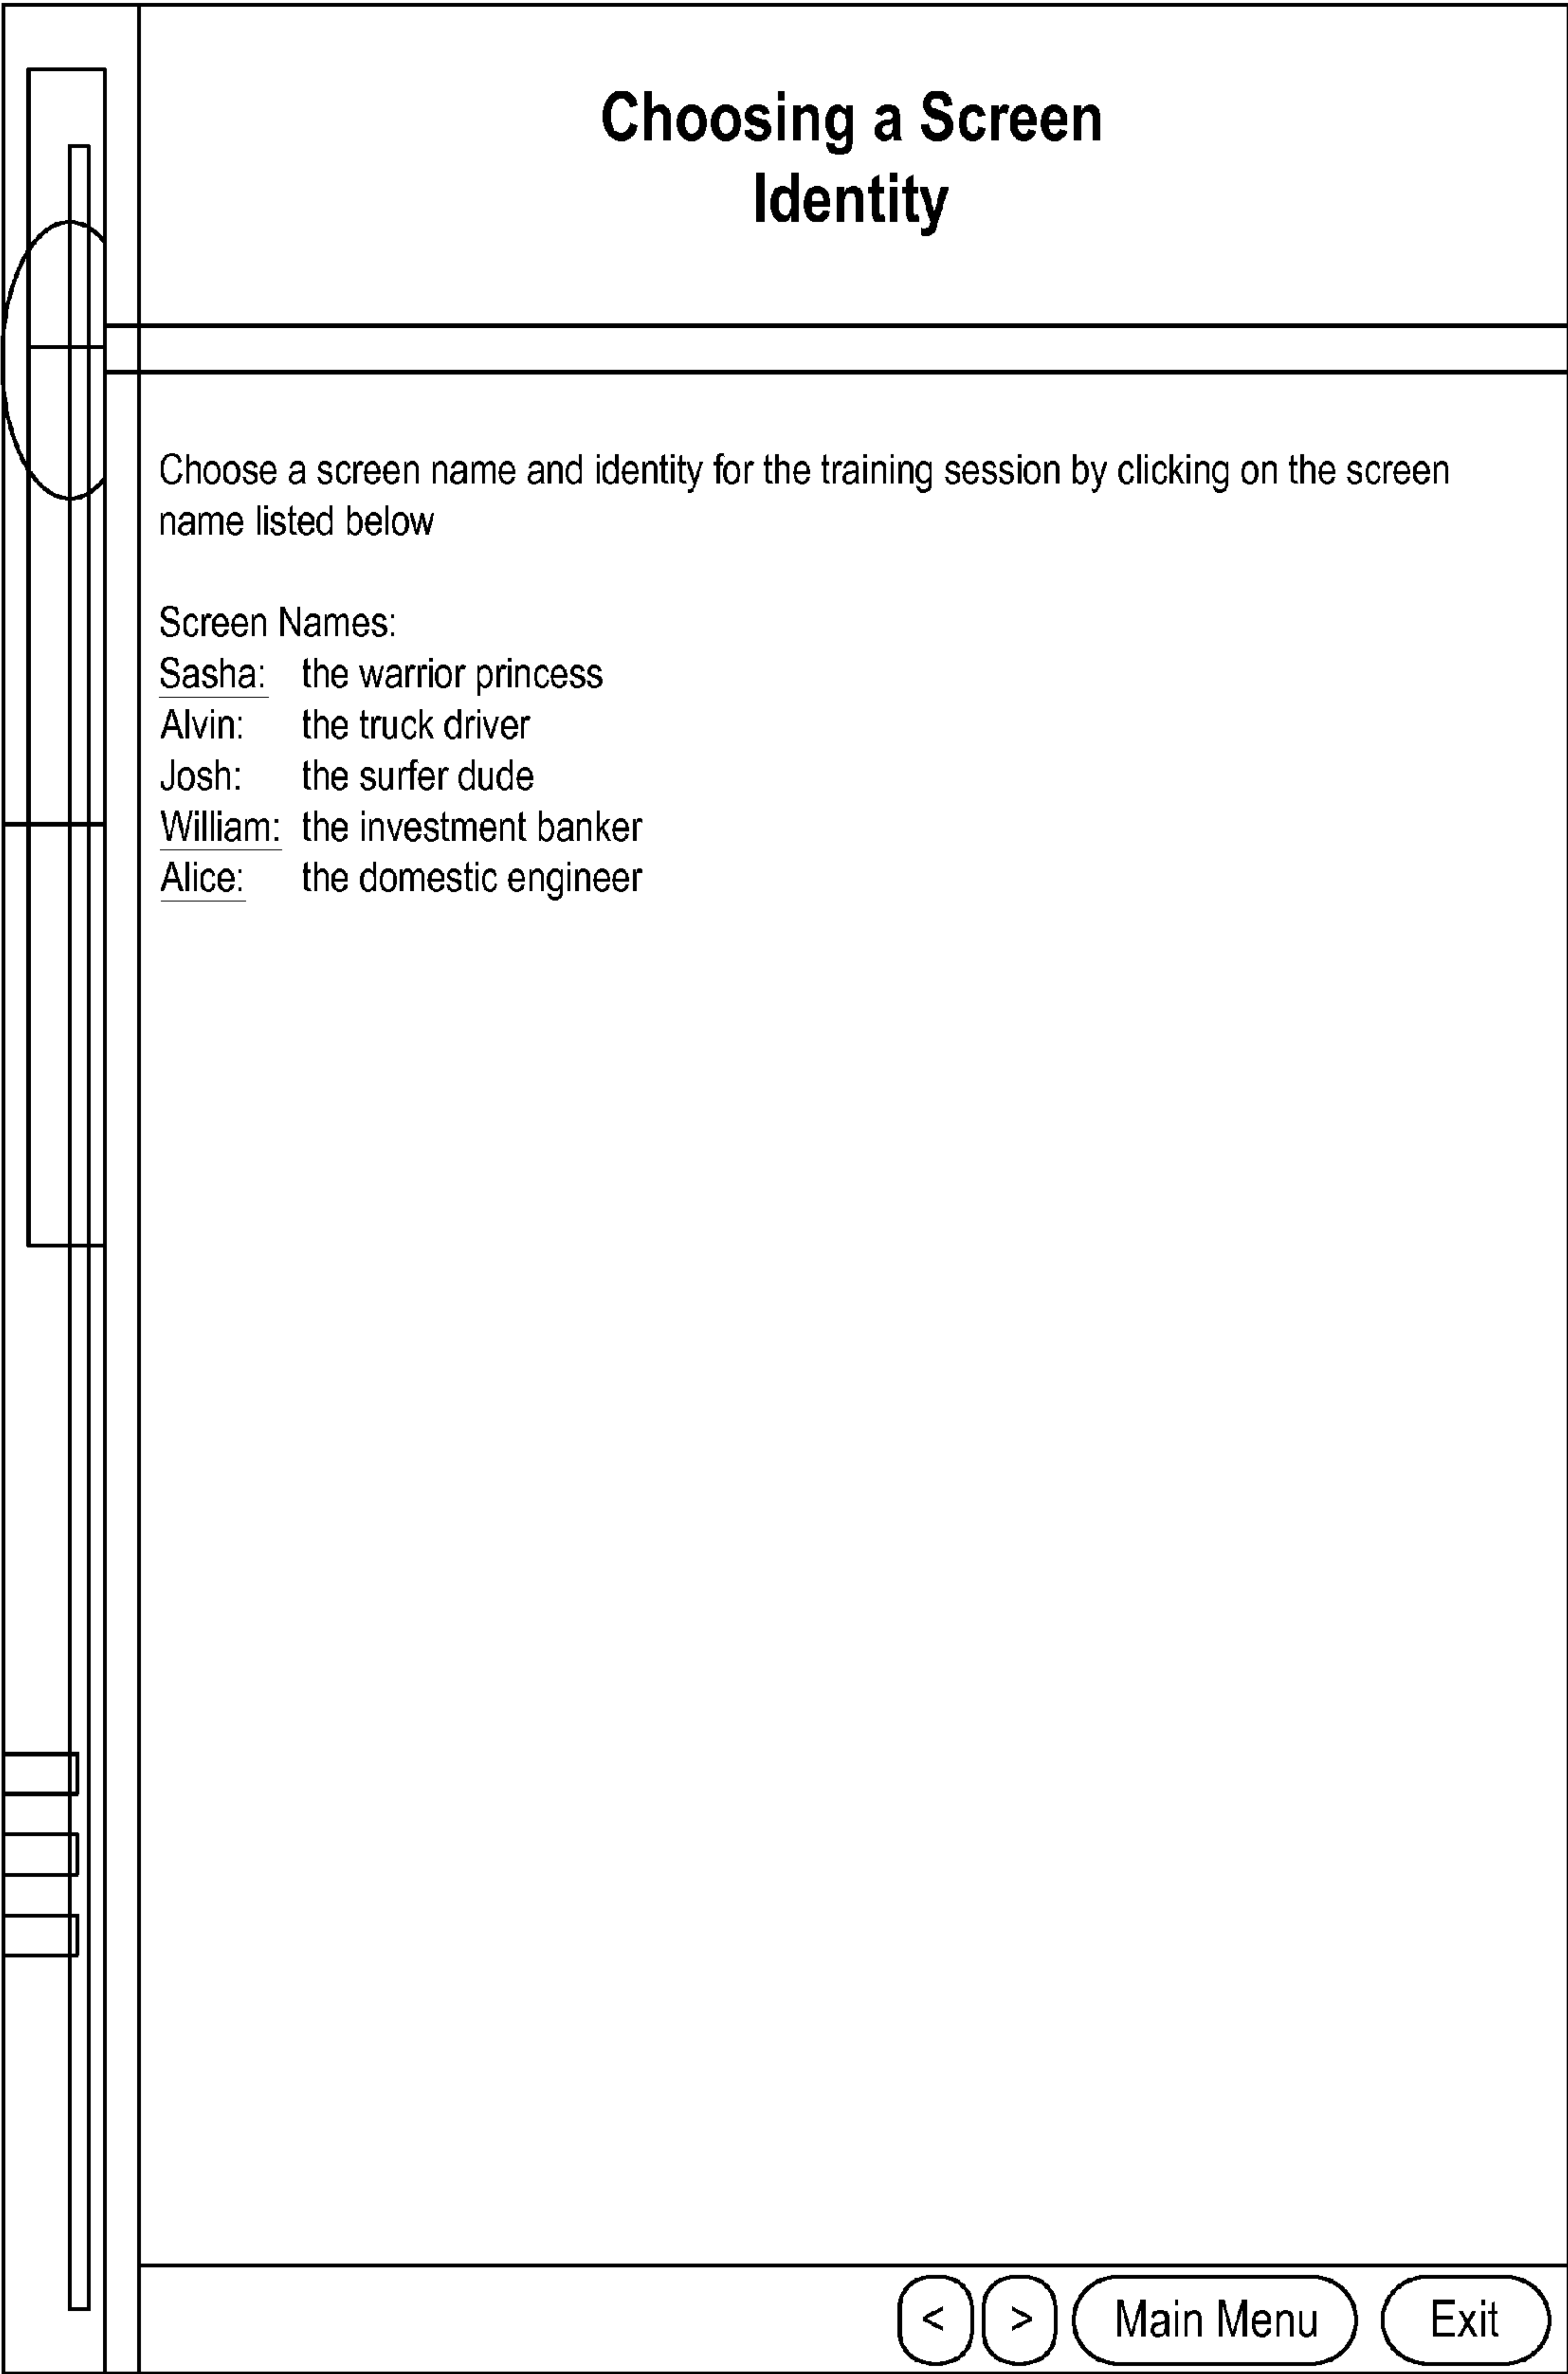 Choosing a Screen
Identity
Choose a screen name and identity for the training session by clicking on the screen
name listed below
Screen Names:
Sasha: the warrior princess
Alvin: the truck driver
Josh: the surfer dude
William: the investment banker
Alice: the domestic engineer
< > Main Menu Exit